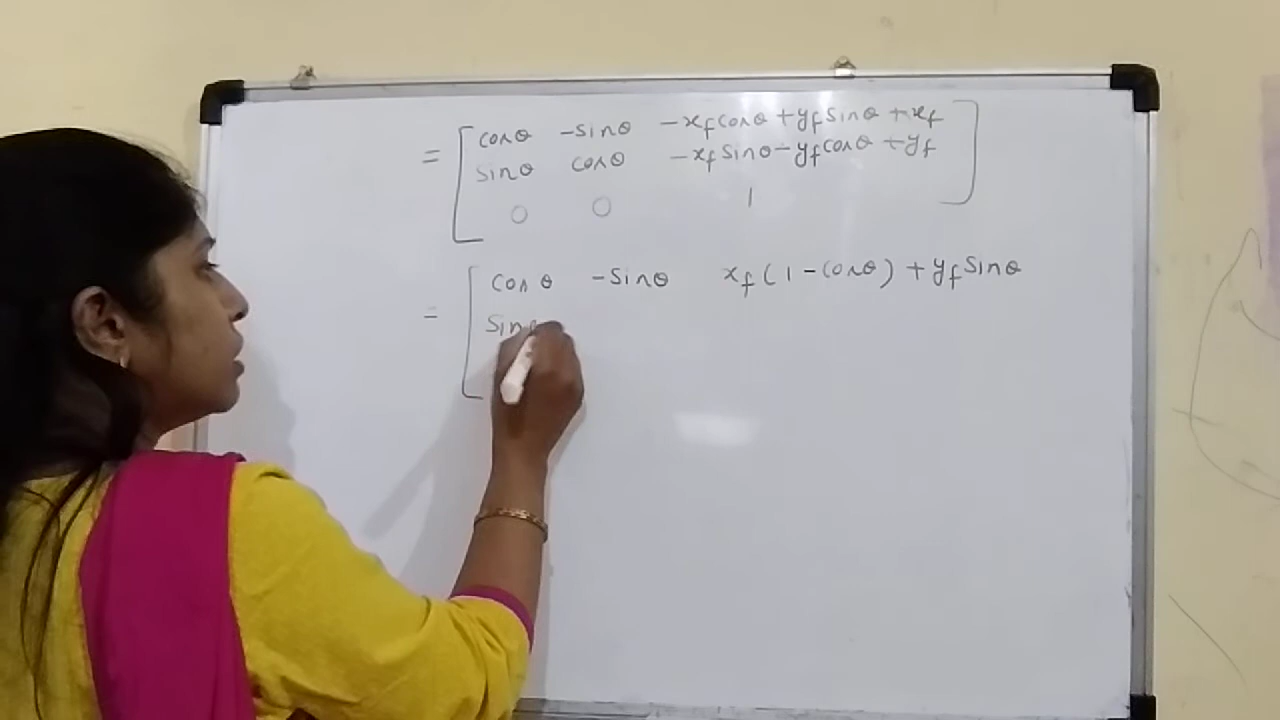 = [ cosθ -sinθ -x_f cosθ + y_f sinθ + x_f ]
sinθ cosθ -x_f sinθ - y_f cosθ + y_f
0 0 1
= [ cosθ -sinθ x_f (1 - cosθ) + y_f sinθ
sin